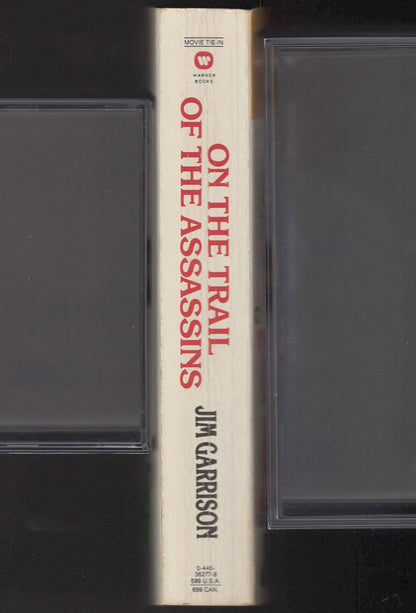 MOVIE TIE-IN
WARNER
BOOKS
ON THE TRAIL
OF THE ASSASSINS
JIM GARRISON
0-446-
36277-8
599 U.S.A.
699 CAN.